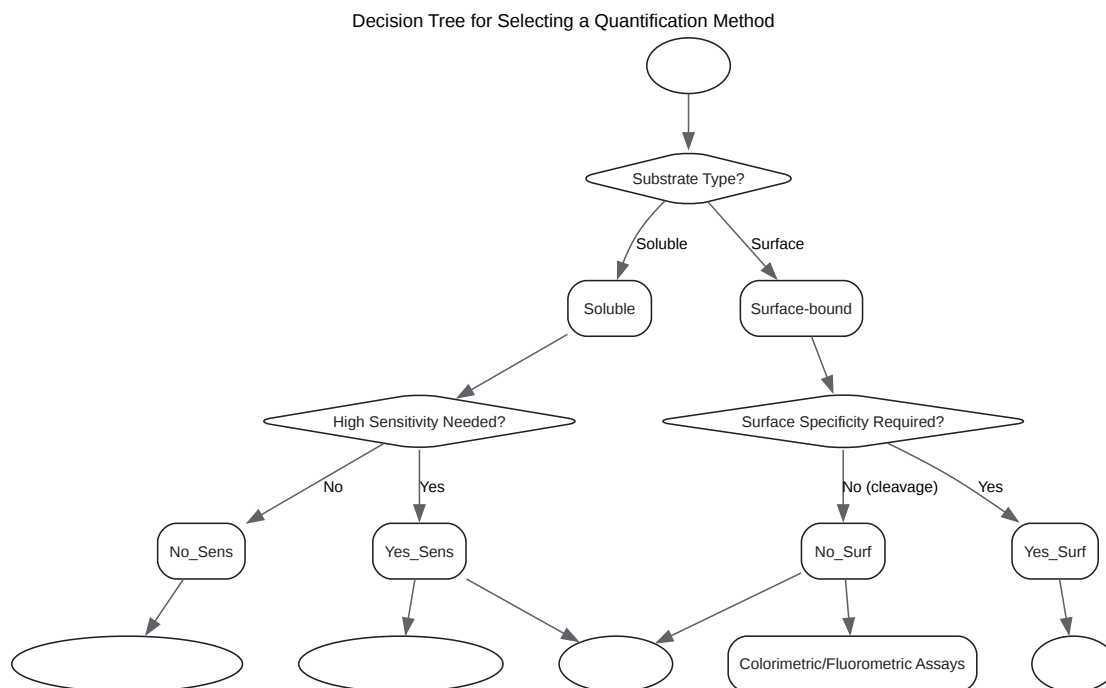 Decision Tree for Selecting a Quantification Method
Substrate Type?
Soluble
Surface
Soluble
Surface-bound
High Sensitivity Needed?
Surface Specificity Required?
No
Yes
No (cleavage)
Yes
No_Sens
Yes_Sens
No_Surf
Yes_Surf
Colorimetric/Fluorometric Assays